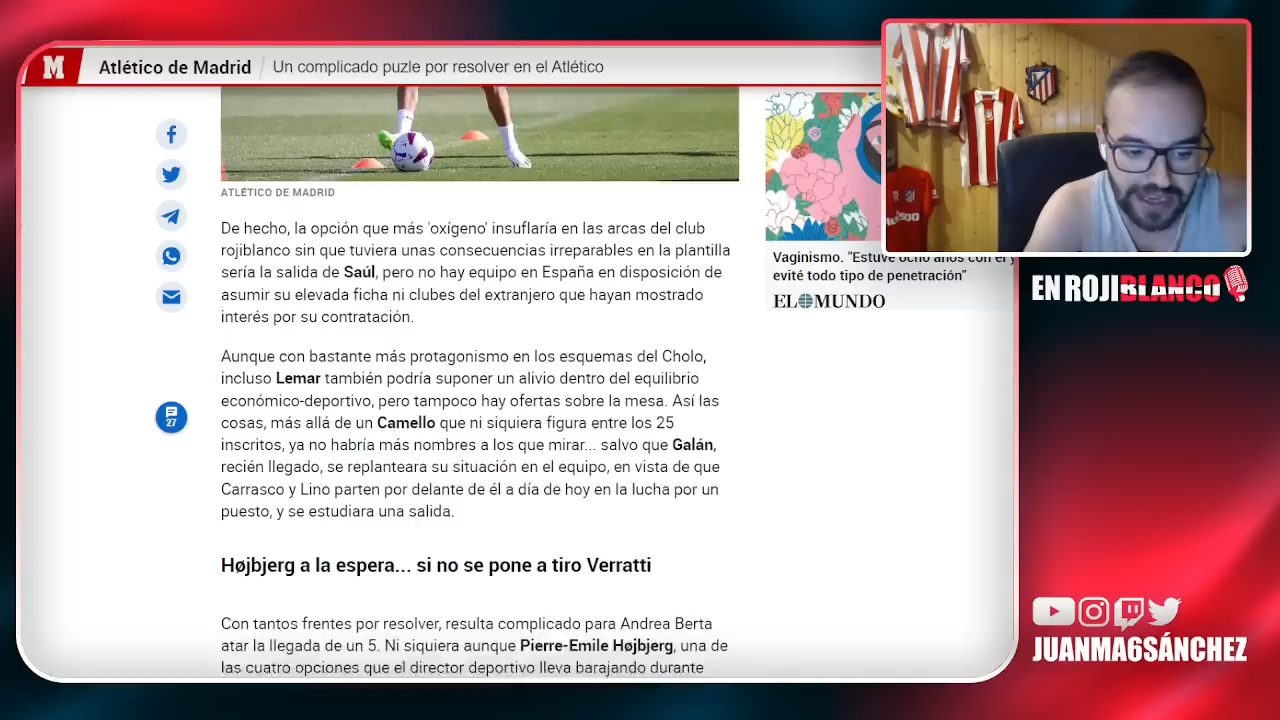 M Atlético de Madrid Un complicado puzle por resolver en el Atlético
ATLÉTICO DE MADRID
De hecho, la opción que más 'oxígeno' insuflaría en las arcas del club
rojiblanco sin que tuviera unas consecuencias irreparables en la plantilla
sería la salida de Saúl, pero no hay equipo en España en disposición de
asumir su elevada ficha ni clubes del extranjero que hayan mostrado
interés por su contratación.
Aunque con bastante más protagonismo en los esquemas del Cholo,
incluso Lemar también podría suponer un alivio dentro del equilibrio
económico-deportivo, pero tampoco hay ofertas sobre la mesa. Así las
cosas, más allá de un Camello que ni siquiera figura entre los 25
inscritos, ya no habría más nombres a los que mirar... salvo que Galán,
recién llegado, se replanteara su situación en el equipo, en vista de que
Carrasco y Lino parten por delante de él a día de hoy en la lucha por un
puesto, y se estudiara una salida.
27
Højbjerg a la espera... si no se pone a tiro Verratti
Con tantos frentes por resolver, resulta complicado para Andrea Berta
atar la llegada de un 5. Ni siquiera aunque Pierre-Emile Højbjerg, una de
las cuatro opciones que el director deportivo lleva barajando durante
Vaginismo. "Estuve ocho años con el y
evité todo tipo de penetración"
EL MUNDO
EN ROJIBLANCO
JUANMA6SÁNCHEZ